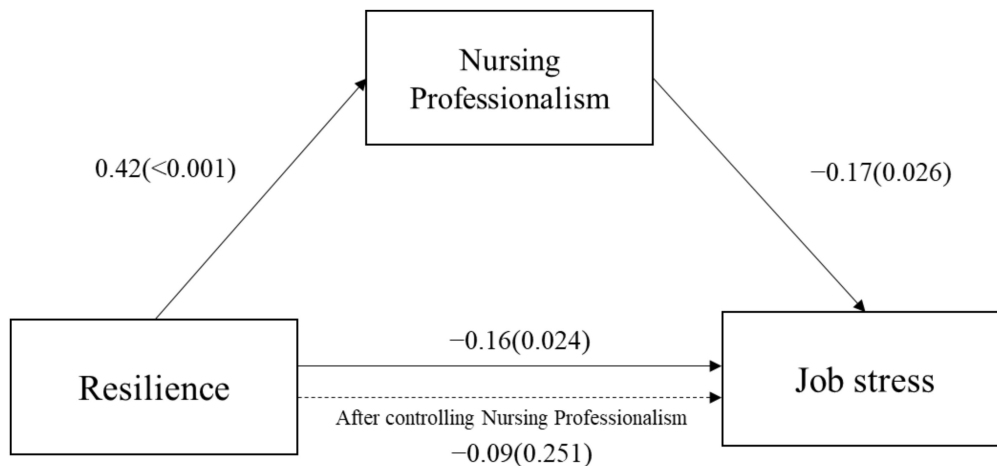 Nursing
Professionalism
0.42(<0.001)
−0.17(0.026)
−0.16(0.024)
Resilience
Job stress
After controlling Nursing Professionalism
−0.09(0.251)